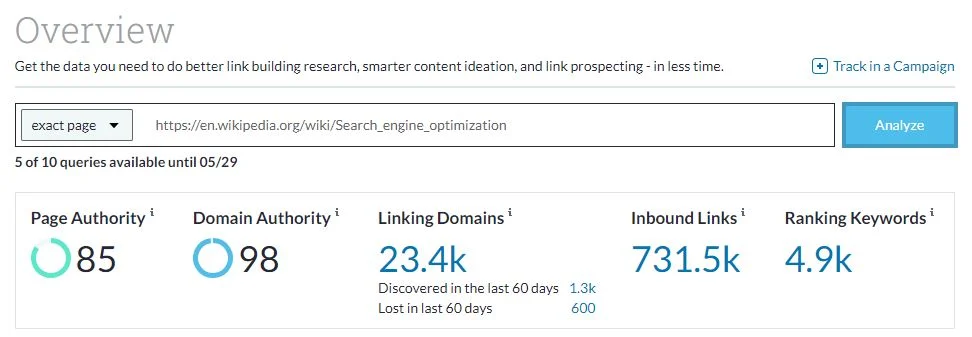 Overview
Get the data you need to do better link building research, smarter content ideation, and link prospecting - in less time.
Track in a Campaign
exact page
https://en.wikipedia.org/wiki/Search_engine_optimization
Analyze
5 of 10 queries available until 05/29
Page Authority i
85
Domain Authority i
98
Linking Domains i
23.4k
Discovered in the last 60 days 1.3k
Lost in last 60 days 600
Inbound Links i
731.5k
Ranking Keywords i
4.9k